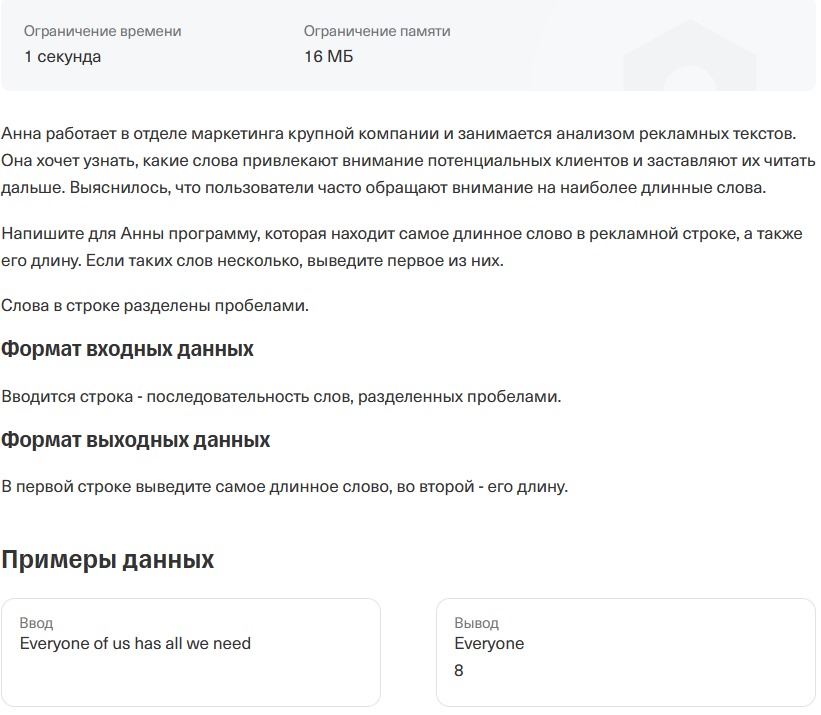 Ограничение времени
Ограничение памяти
1 секунда
16 МБ
Анна работает в отделе маркетинга крупной компании и занимается анализом рекламных текстов.
Она хочет узнать, какие слова привлекают внимание потенциальных клиентов и заставляют их читать
дальше. Выяснилось, что пользователи часто обращают внимание на наиболее длинные слова.
Напишите для Анны программу, которая находит самое длинное слово в рекламной строке, а также
его длину. Если таких слов несколько, выведите первое из них.
Слова в строке разделены пробелами.
Формат входных данных
Вводится строка - последовательность слов, разделенных пробелами.
Формат выходных данных
В первой строке выведите самое длинное слово, во второй - его длину.
Примеры данных
Ввод
Everyone of us has all we need
Вывод
Everyone
8